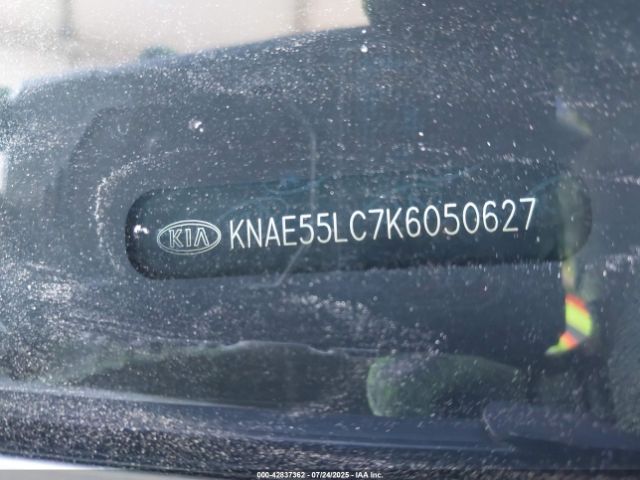 KIA KNAE55LC7K6050627
000-42837362 - 07/24/2025 - IAA, Inc.